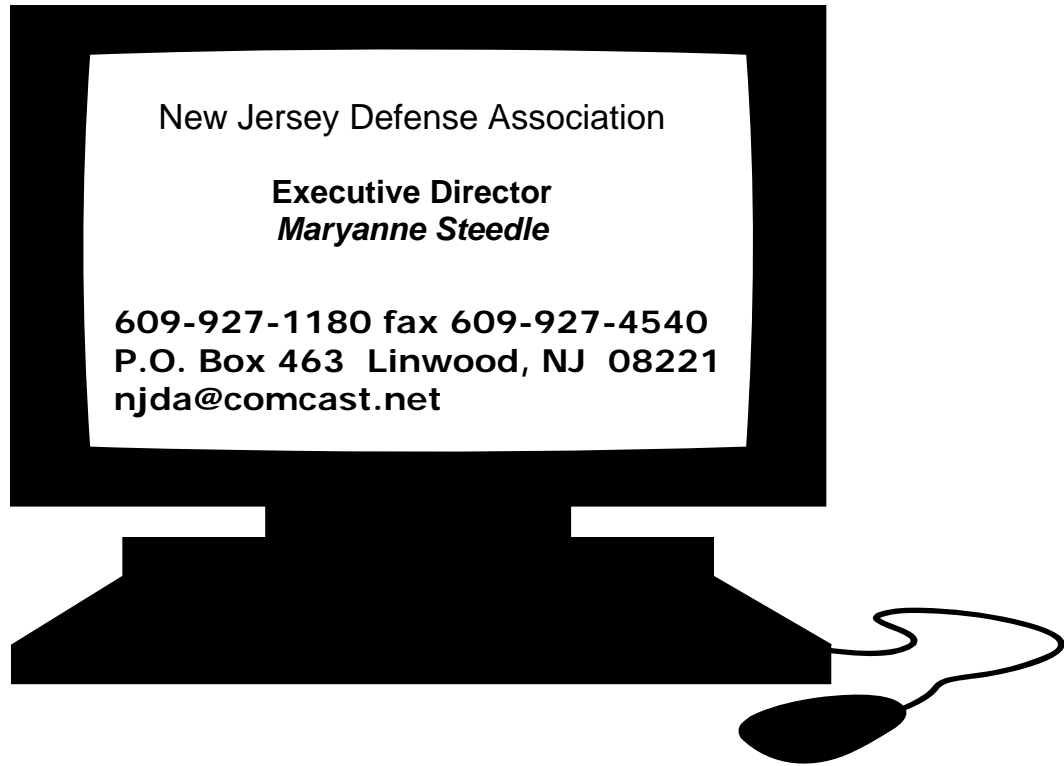 New Jersey Defense Association
Executive Director
Maryanne Steedle
609-927-1180 fax 609-927-4540
P.O. Box 463  Linwood, NJ  08221
njda@comcast.net